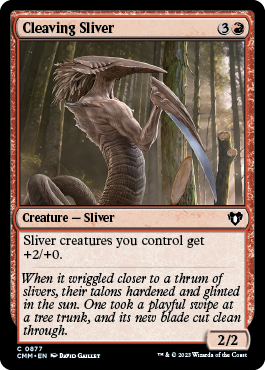 Cleaving Sliver 3
Creature — Sliver
Sliver creatures you control get
+2/+0.
When it wriggled closer to a thrum of
slivers, their talons hardened and glinted
in the sun. One took a playful swipe at
a tree trunk, and its new blade cut clean
through.
2/2
C 0877
CMM • EN DAVID GAILLET
™ & © 2023 Wizards of the Coast